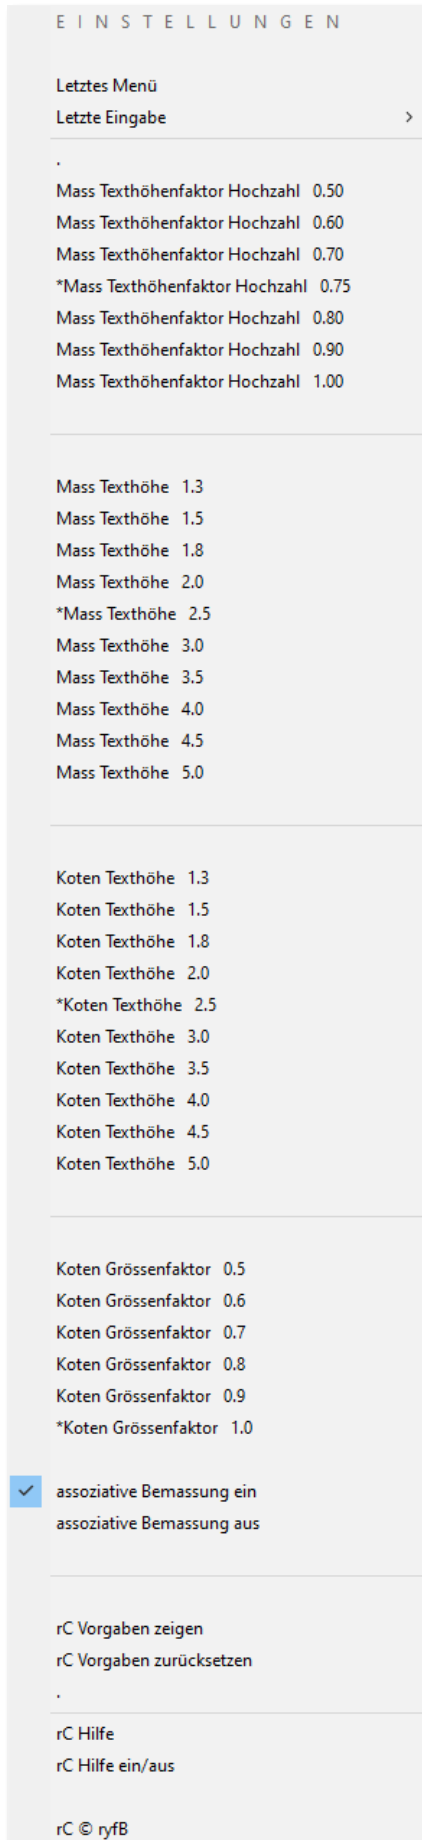 E I N S T E L L U N G E N
Letztes Menü
Letzte Eingabe
.
Mass Texthöhenfaktor Hochzahl 0.50
Mass Texthöhenfaktor Hochzahl 0.60
Mass Texthöhenfaktor Hochzahl 0.70
*Mass Texthöhenfaktor Hochzahl 0.75
Mass Texthöhenfaktor Hochzahl 0.80
Mass Texthöhenfaktor Hochzahl 0.90
Mass Texthöhenfaktor Hochzahl 1.00
Mass Texthöhe 1.3
Mass Texthöhe 1.5
Mass Texthöhe 1.8
Mass Texthöhe 2.0
*Mass Texthöhe 2.5
Mass Texthöhe 3.0
Mass Texthöhe 3.5
Mass Texthöhe 4.0
Mass Texthöhe 4.5
Mass Texthöhe 5.0
Koten Texthöhe 1.3
Koten Texthöhe 1.5
Koten Texthöhe 1.8
Koten Texthöhe 2.0
*Koten Texthöhe 2.5
Koten Texthöhe 3.0
Koten Texthöhe 3.5
Koten Texthöhe 4.0
Koten Texthöhe 4.5
Koten Texthöhe 5.0
Koten Grössenfaktor 0.5
Koten Grössenfaktor 0.6
Koten Grössenfaktor 0.7
Koten Grössenfaktor 0.8
Koten Grössenfaktor 0.9
*Koten Grössenfaktor 1.0
assoziative Bemassung ein
assoziative Bemassung aus
rC Vorgaben zeigen
rC Vorgaben zurücksetzen
.
rC Hilfe
rC Hilfe ein/aus
rC © ryfB